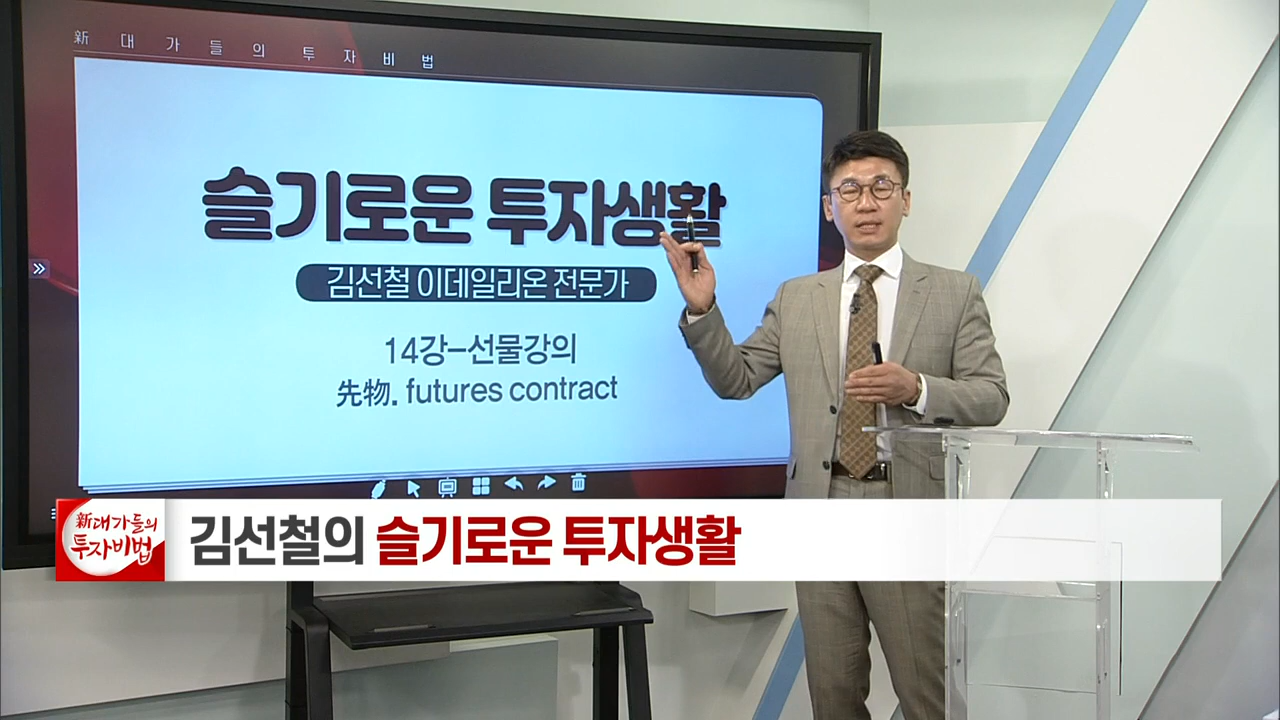 新 대 가 들 의 투 자 비 법
슬기로운 투자생활
김선철 이데일리온 전문가
14강-선물강의
先物. futures contract
新대가들의
투자비법
김선철의 슬기로운 투자생활